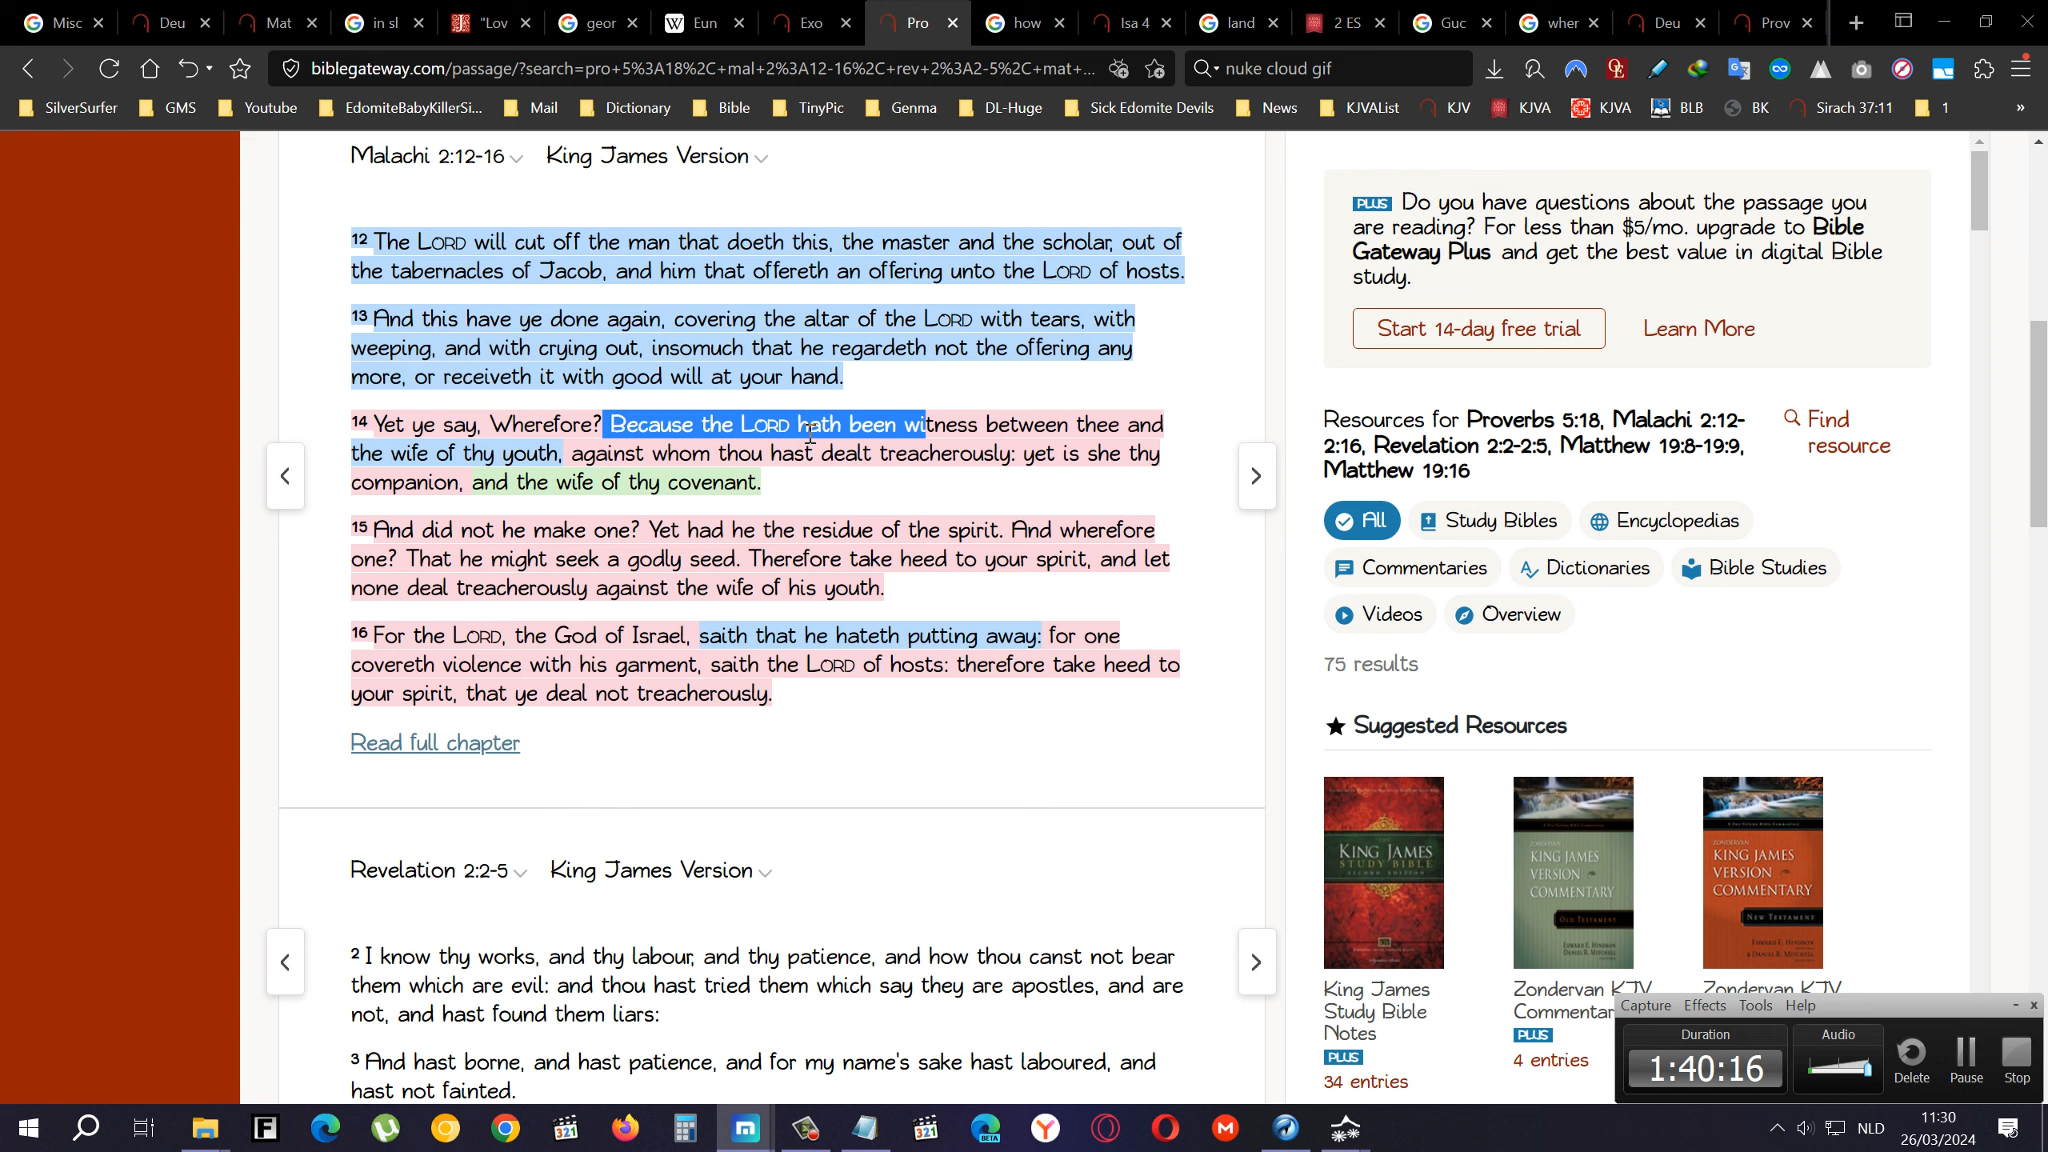 Misc
Deu
Mat
in sl
"Lov
geor
Eun
Exo
Pro
how
Isa 4
land
2 ES
Guc
wher
Deu
Prov
biblegateway.com/passage/?search=pro+5%3A18%2C+mal+2%3A12-16%2C+rev+2%3A2-5%2C+mat+...
nuke cloud gif
SilverSurfer
GMS
Youtube
EdomiteBabyKillerSi...
Mail
Dictionary
Bible
TinyPic
Genma
DL-Huge
Sick Edomite Devils
News
KJVAList
KJV
KJVA
KJVA
BLB
BK
Sirach 37:11
1
Malachi 2:12-16 King James Version
12 The LORD will cut off the man that doeth this, the master and the scholar, out of
the tabernacles of Jacob, and him that offereth an offering unto the LORD of hosts.
13 And this have ye done again, covering the altar of the LORD with tears, with
weeping, and with crying out, insomuch that he regardeth not the offering any
more, or receiveth it with good will at your hand.
14 Yet ye say, Wherefore? Because the LORD hath been witness between thee and
the wife of thy youth, against whom thou hast dealt treacherously: yet is she thy
companion, and the wife of thy covenant.
15 And did not he make one? Yet had he the residue of the spirit. And wherefore
one? That he might seek a godly seed. Therefore take heed to your spirit, and let
none deal treacherously against the wife of his youth.
16 For the LORD, the God of Israel, saith that he hateth putting away: for one
covereth violence with his garment, saith the LORD of hosts: therefore take heed to
your spirit, that ye deal not treacherously.
Read full chapter
Revelation 2:2-5 King James Version
2 I know thy works, and thy labour, and thy patience, and how thou canst not bear
them which are evil: and thou hast tried them which say they are apostles, and are
not, and hast found them liars:
3 And hast borne, and hast patience, and for my name's sake hast laboured, and
hast not fainted.
PLUS Do you have questions about the passage you
are reading? For less than $5/mo. upgrade to Bible
Gateway Plus and get the best value in digital Bible
study.
Start 14-day free trial
Learn More
Resources for Proverbs 5:18, Malachi 2:12-
2:16, Revelation 2:2-2:5, Matthew 19:8-19:9,
Matthew 19:16
Find
resource
All
Study Bibles
Encyclopedias
Commentaries
Dictionaries
Bible Studies
Videos
Overview
75 results
Suggested Resources
KING JAMES
STUDY BIBLE
SECOND EDITION
KING JAMES
VERSION
COMMENTARY
OLD TESTAMENT
KING JAMES
VERSION
COMMENTARY
NEW TESTAMENT
King James
Study Bible
Notes
PLUS
34 entries
Zondervan KJV
Commentar
PLUS
4 entries
Zondervan KJV
Capture Effects Tools Help
Duration
1:40:16
Audio
Delete
Pause
Stop
321
321
BETA
NLD
11:30
26/03/2024